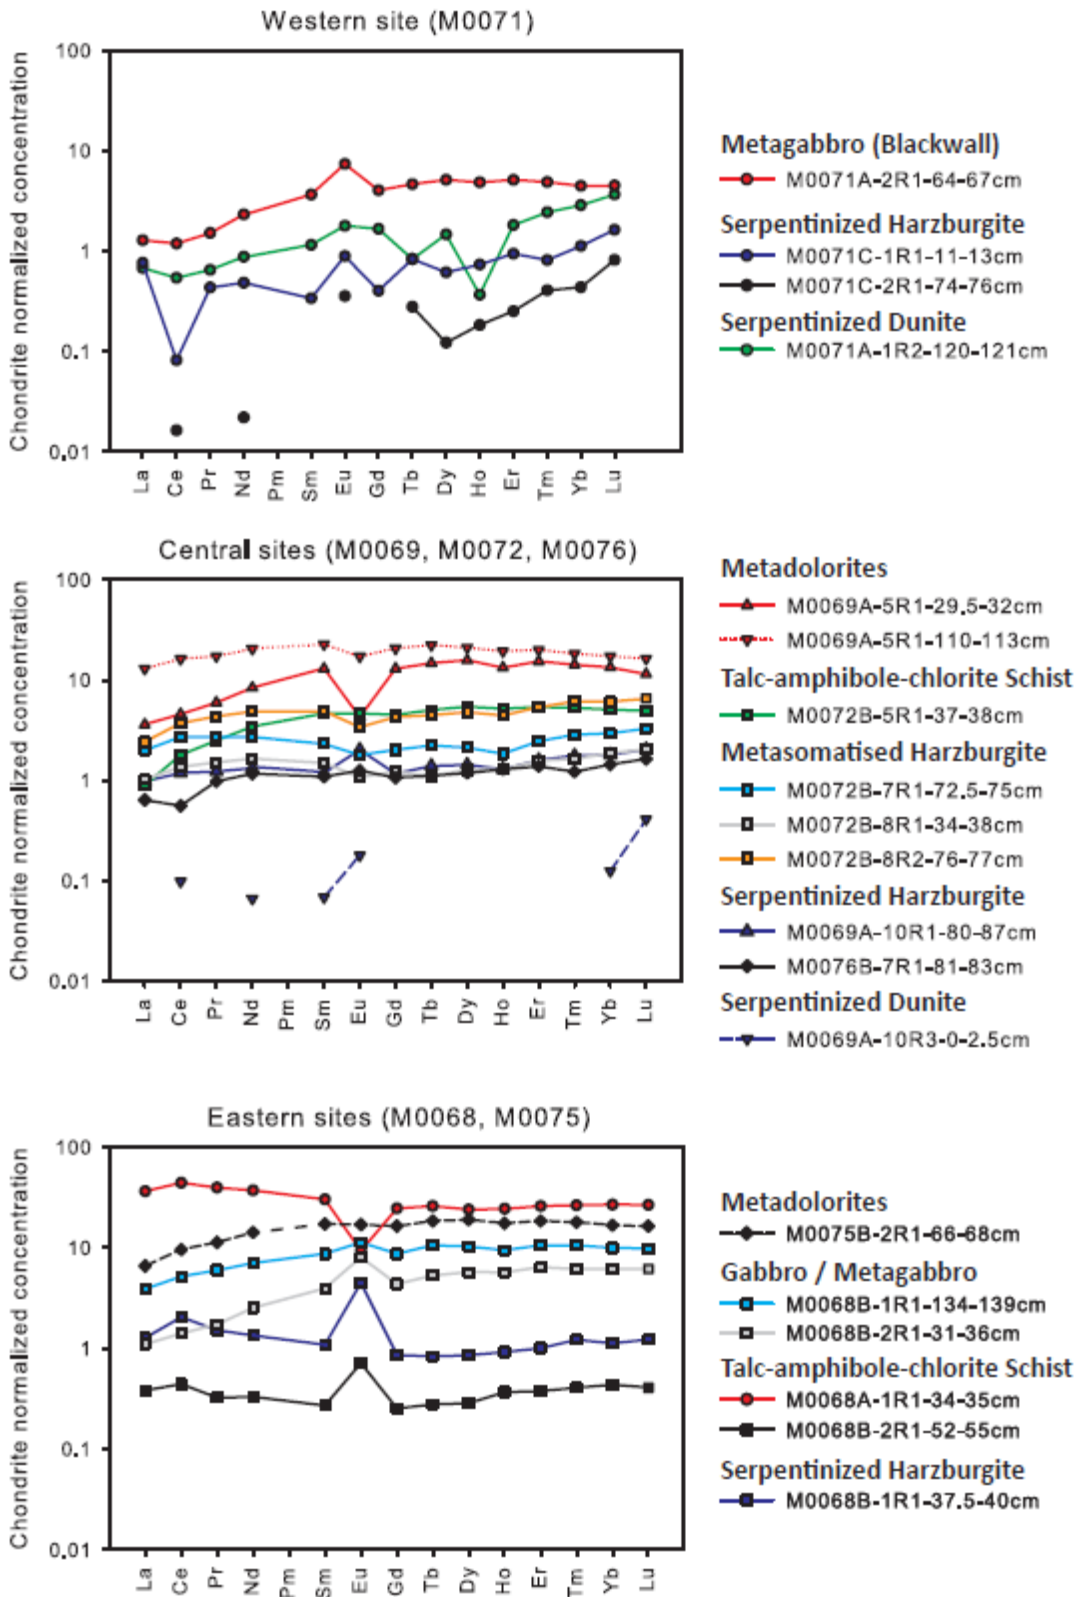 Western site (M0071)
Chondrite normalized concentration
100
10
1
0.1
0.01
La Ce Pr Nd Pm Sm Eu Gd Tb Dy Ho Er Tm Yb Lu
Metagabbro (Blackwall)
M0071A-2R1-64-67cm
Serpentinized Harzburgite
M0071C-1R1-11-13cm
M0071C-2R1-74-76cm
Serpentinized Dunite
M0071A-1R2-120-121cm
Central sites (M0069, M0072, M0076)
Chondrite normalized concentration
100
10
1
0.1
0.01
La Ce Pr Nd Pm Sm Eu Gd Tb Dy Ho Er Tm Yb Lu
Metadolorites
M0069A-5R1-29.5-32cm
M0069A-5R1-110-113cm
Talc-amphibole-chlorite Schist
M0072B-5R1-37-38cm
Metasomatised Harzburgite
M0072B-7R1-72.5-75cm
M0072B-8R1-34-38cm
M0072B-8R2-76-77cm
Serpentinized Harzburgite
M0069A-10R1-80-87cm
M0076B-7R1-81-83cm
Serpentinized Dunite
M0069A-10R3-0-2.5cm
Eastern sites (M0068, M0075)
Chondrite normalized concentration
100
10
1
0.1
0.01
La Ce Pr Nd Pm Sm Eu Gd Tb Dy Ho Er Tm Yb Lu
Metadolorites
M0075B-2R1-66-68cm
Gabbro / Metagabbro
M0068B-1R1-134-139cm
M0068B-2R1-31-36cm
Talc-amphibole-chlorite Schist
M0068A-1R1-34-35cm
M0068B-2R1-52-55cm
Serpentinized Harzburgite
M0068B-1R1-37.5-40cm